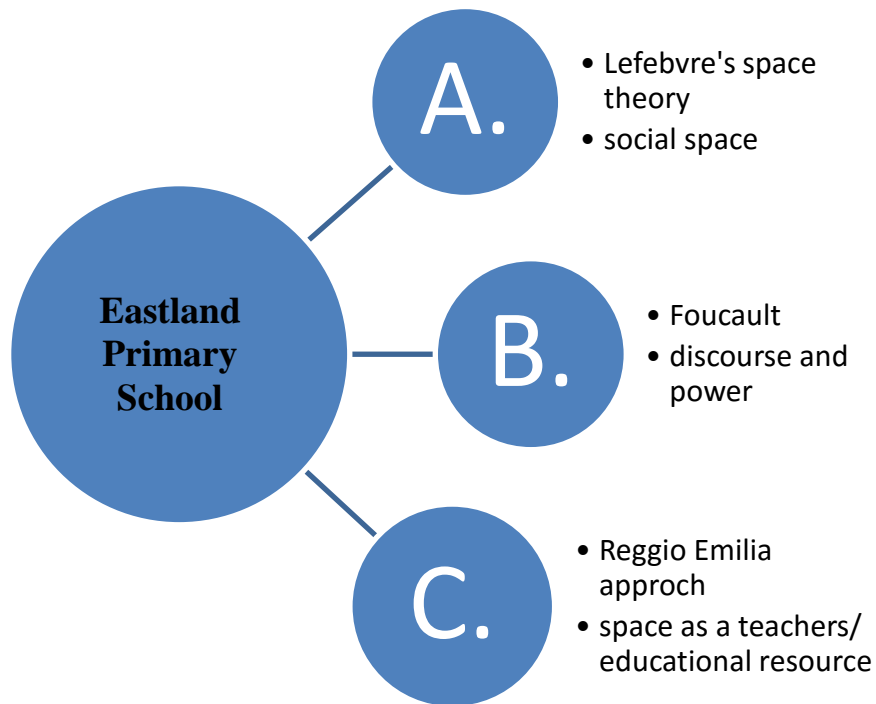 A.
• Lefebvre's space
theory
• social space
Eastland
Primary
School
B.
• Foucault
• discourse and
power
C.
• Reggio Emilia
approch
• space as a teachers/
educational resource